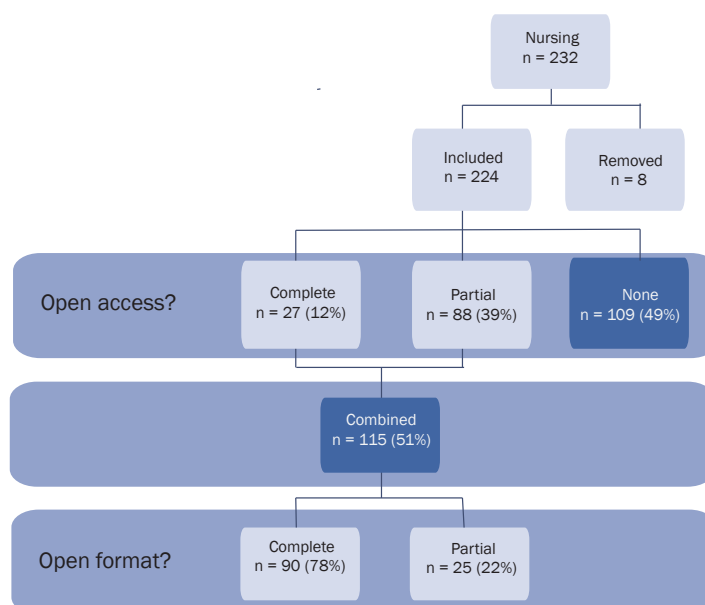 Nursing
n = 232
Included
n = 224
Removed
n = 8
Open access?
Complete
n = 27 (12%)
Partial
n = 88 (39%)
None
n = 109 (49%)
Combined
n = 115 (51%)
Open format?
Complete
n = 90 (78%)
Partial
n = 25 (22%)